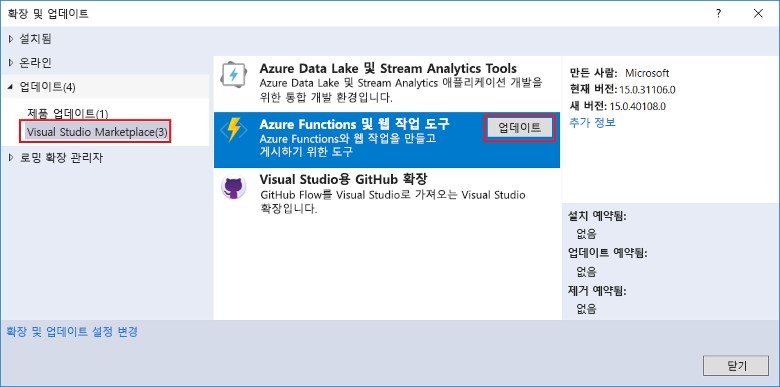 확장 및 업데이트
?
설치됨
온라인
업데이트(4)
제품 업데이트(1)
Visual Studio Marketplace(3)
로밍 확장 관리자
Azure Data Lake 및 Stream Analytics Tools
Azure Data Lake 및 Stream Analytics 애플리케이션 개발을
위한 통합 개발 환경입니다.
Azure Functions 및 웹 작업 도구
업데이트
Azure Functions와 웹 작업을 만들고
게시하기 위한 도구
Visual Studio용 GitHub 확장
GitHub Flow를 Visual Studio로 가져오는 Visual Studio
확장입니다.
만든 사람: Microsoft
현재 버전: 15.0.31106.0
새 버전: 15.0.40108.0
추가 정보
설치 예약됨:
없음
업데이트 예약됨:
없음
제거 예약됨:
없음
확장 및 업데이트 설정 변경
닫기